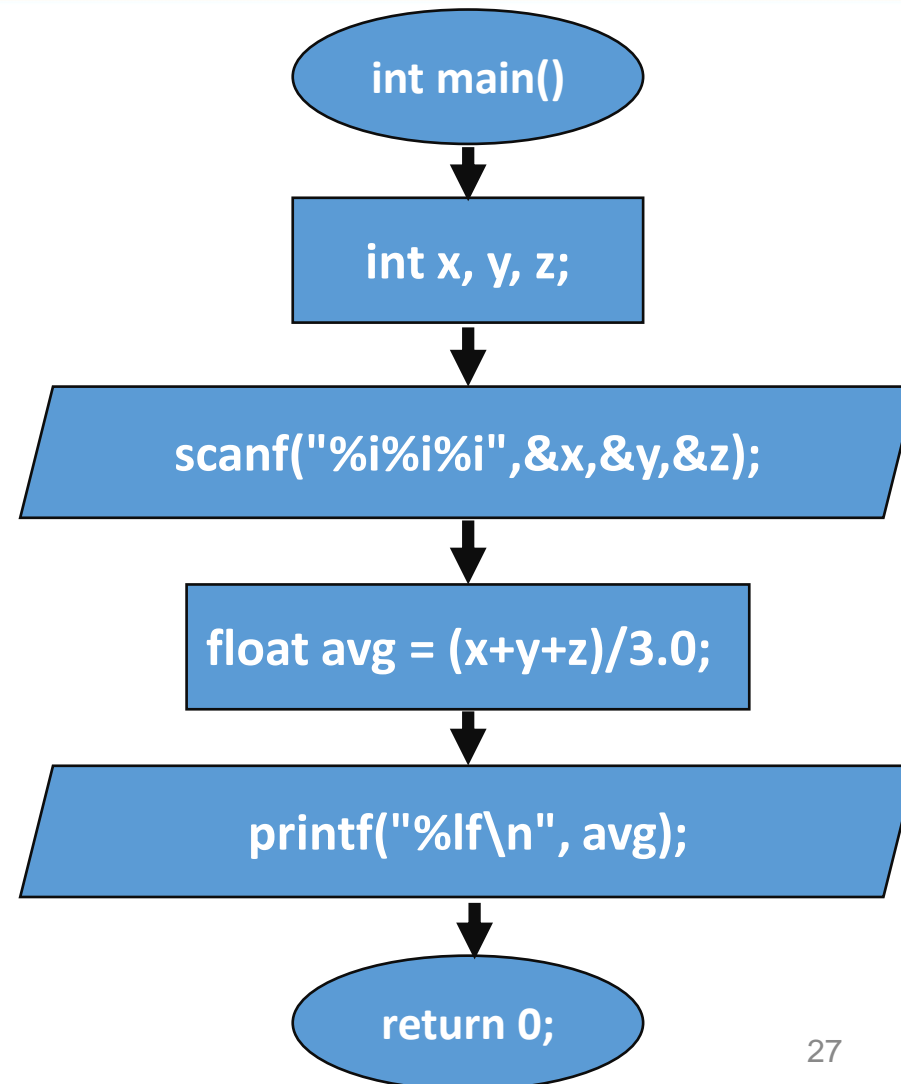 int main()
int x, y, z;
scanf("%i%i%i",&x,&y,&z);
float avg = (x+y+z)/3.0;
printf("%lf\n", avg);
return 0;
27